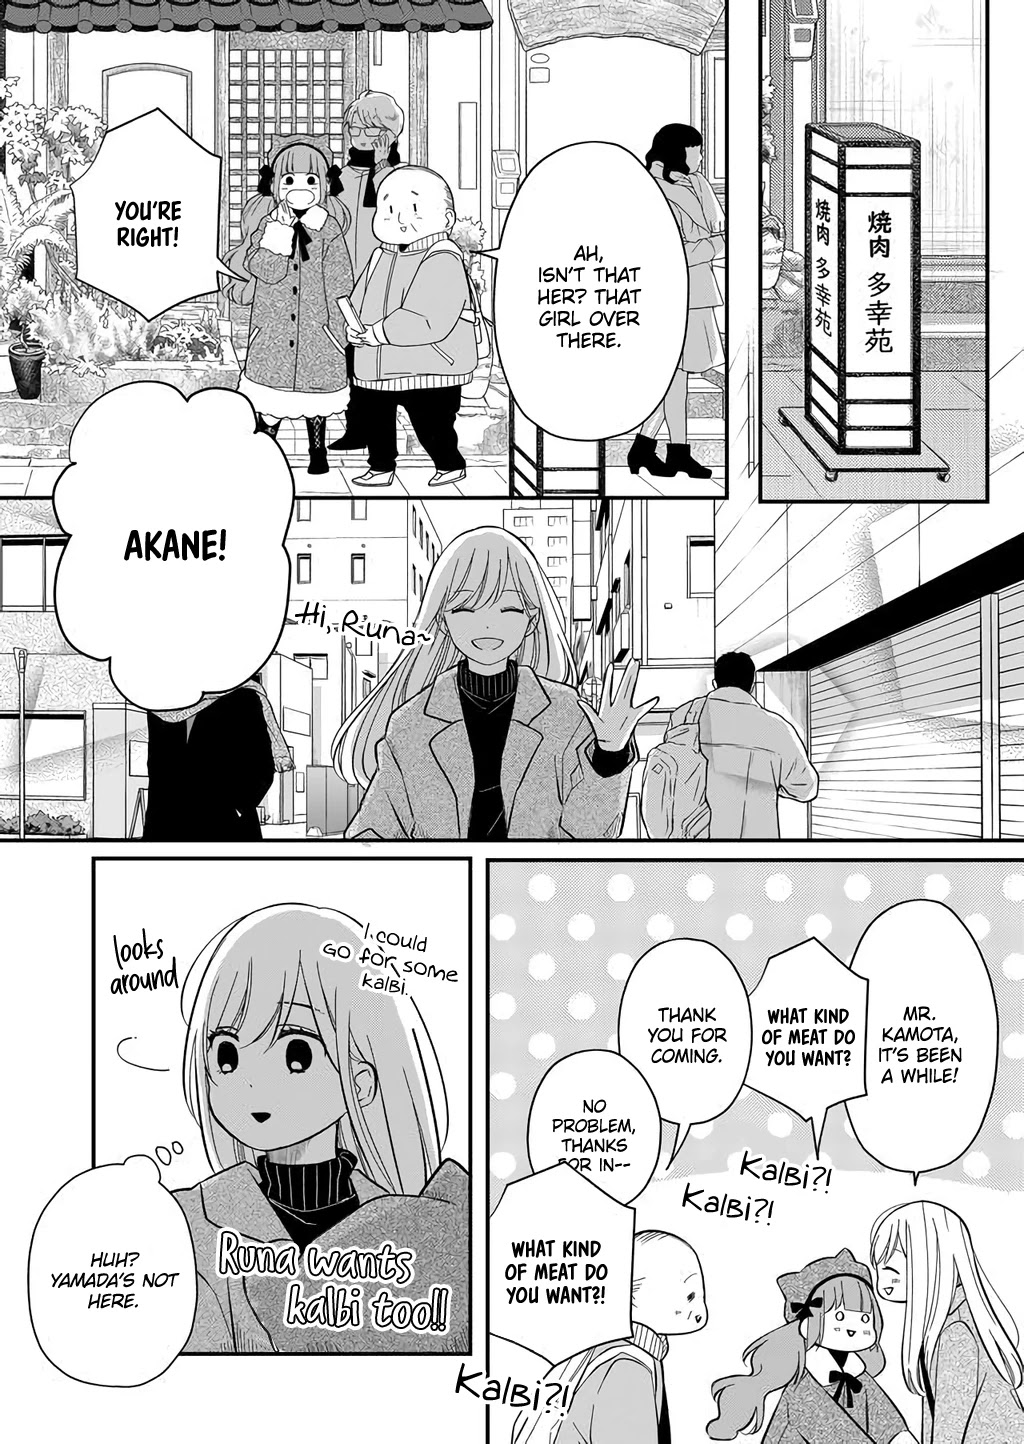 焼肉 多幸苑
焼肉 多幸苑
AH,
ISN'T THAT
HER? THAT
GIRL OVER
THERE.
YOU'RE
RIGHT!
AKANE!
Hi, Runa~
MR.
KAMOTA,
IT'S BEEN
A WHILE!
WHAT KIND
OF MEAT DO
YOU WANT?
THANK
YOU FOR
COMING.
NO
PROBLEM,
THANKS
FOR IN--
Kalbi?!
Kalbi?!
WHAT KIND
OF MEAT DO
YOU WANT?!
Kalbi?!
I could
go for some
kalbi.
looks
around
Runa wants
kalbi too!!
HUH?
YAMADA'S NOT
HERE.